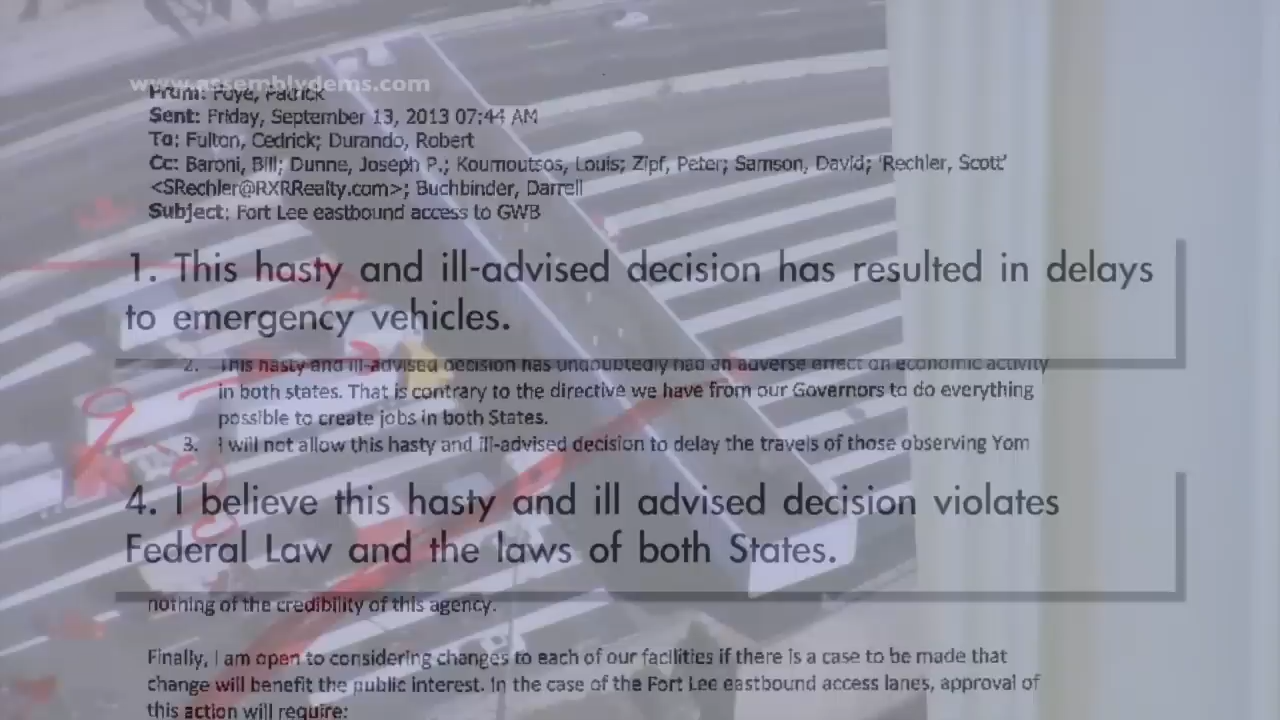 www.assemblydems.com
From: Foye, Patrick
Sent: Friday, September 13, 2013 07:44 AM
To: Fulton, Cedrick; Durando, Robert
Cc: Baroni, Bill; Dunne, Joseph P.; Koumoutsos, Louis; Zipf, Peter; Samson, David; 'Rechler, Scott'
<SRechler@RXRRealty.com>; Buchbinder, Darrell
Subject: Fort Lee eastbound access to GWB
1. This hasty and ill-advised decision has resulted in delays
to emergency vehicles.
2. This hasty and ill-advised decision has undoubtedly had an adverse effect on economic activity
in both states. That is contrary to the directive we have from our Governors to do everything
possible to create jobs in both States.
3. I will not allow this hasty and ill-advised decision to delay the travels of those observing Yom
4. I believe this hasty and ill advised decision violates
Federal Law and the laws of both States.
nothing of the credibility of this agency.
Finally, I am open to considering changes to each of our facilities if there is a case to be made that
change will benefit the public interest. In the case of the Fort Lee eastbound access lanes, approval of
this action will require: